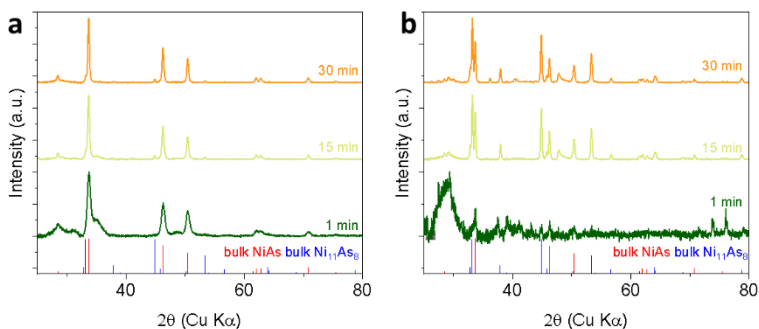 a
Intensity (a.u.)
30 min
15 min
1 min
bulk NiAs bulk Ni₁₁As₈
40 60 80
2θ (Cu Kα)
b
Intensity (a.u.)
30 min
15 min
1 min
bulk NiAs bulk Ni₁₁As₈
40 60 80
2θ (Cu Kα)